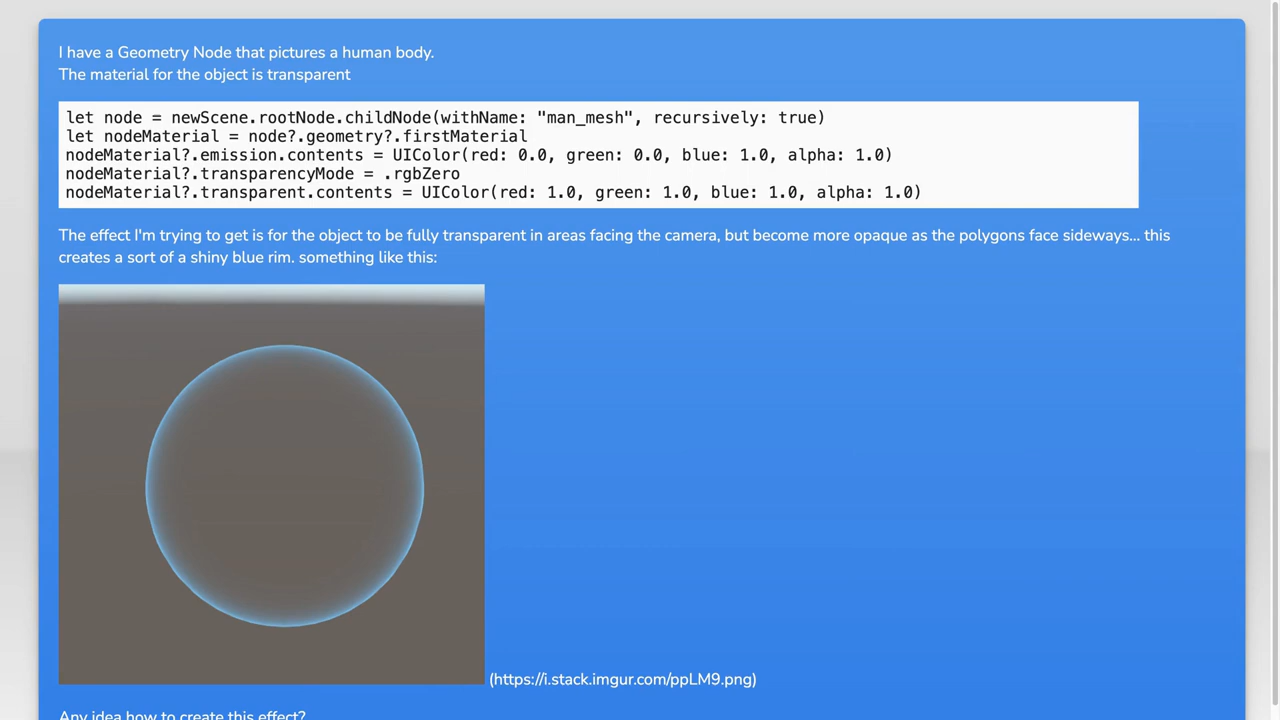 I have a Geometry Node that pictures a human body.
The material for the object is transparent
let node = newScene.rootNode.childNode(withName: "man_mesh", recursively: true)
let nodeMaterial = node?.geometry?.firstMaterial
nodeMaterial?.emission.contents = UIColor(red: 0.0, green: 0.0, blue: 1.0, alpha: 1.0)
nodeMaterial?.transparencyMode = .rgbZero
nodeMaterial?.transparent.contents = UIColor(red: 1.0, green: 1.0, blue: 1.0, alpha: 1.0)
The effect I'm trying to get is for the object to be fully transparent in areas facing the camera, but become more opaque as the polygons face sideways... this
creates a sort of a shiny blue rim. something like this:
(https://i.stack.imgur.com/ppLM9.png)
Any idea how to create this effect?